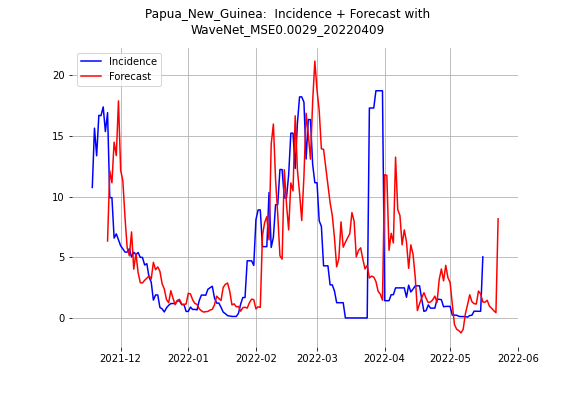 Papua_New_Guinea:  Incidence + Forecast with
WaveNet_MSE0.0029_20220409
Incidence
Forecast
20
15
10
5
0
2021-12 2022-01 2022-02 2022-03 2022-04 2022-05 2022-06